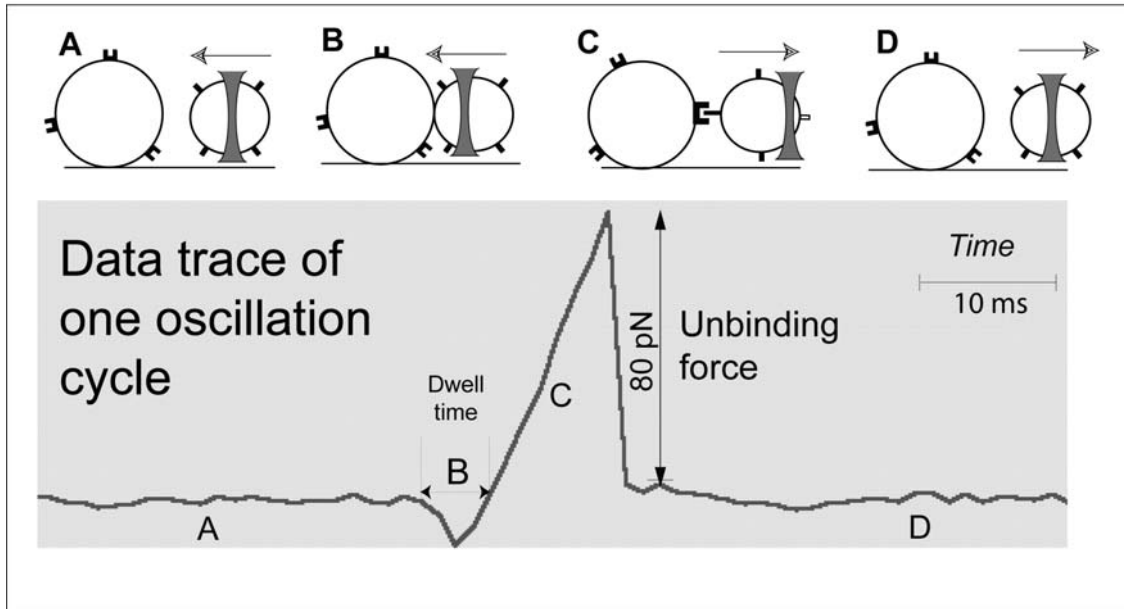 A
B
C
D
Data trace of
one oscillation
cycle
Dwell
time
B
C
80 pN
Unbinding
force
Time
10 ms
A
D